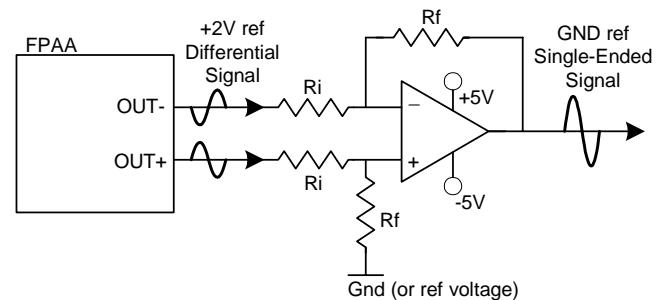 FPAA
+2V ref
Differential
Signal
GND ref
Single-Ended
Signal
Rf
OUT-
Ri
−
+5V
OUT+
Ri
+
-5V
Rf
Gnd (or ref voltage)